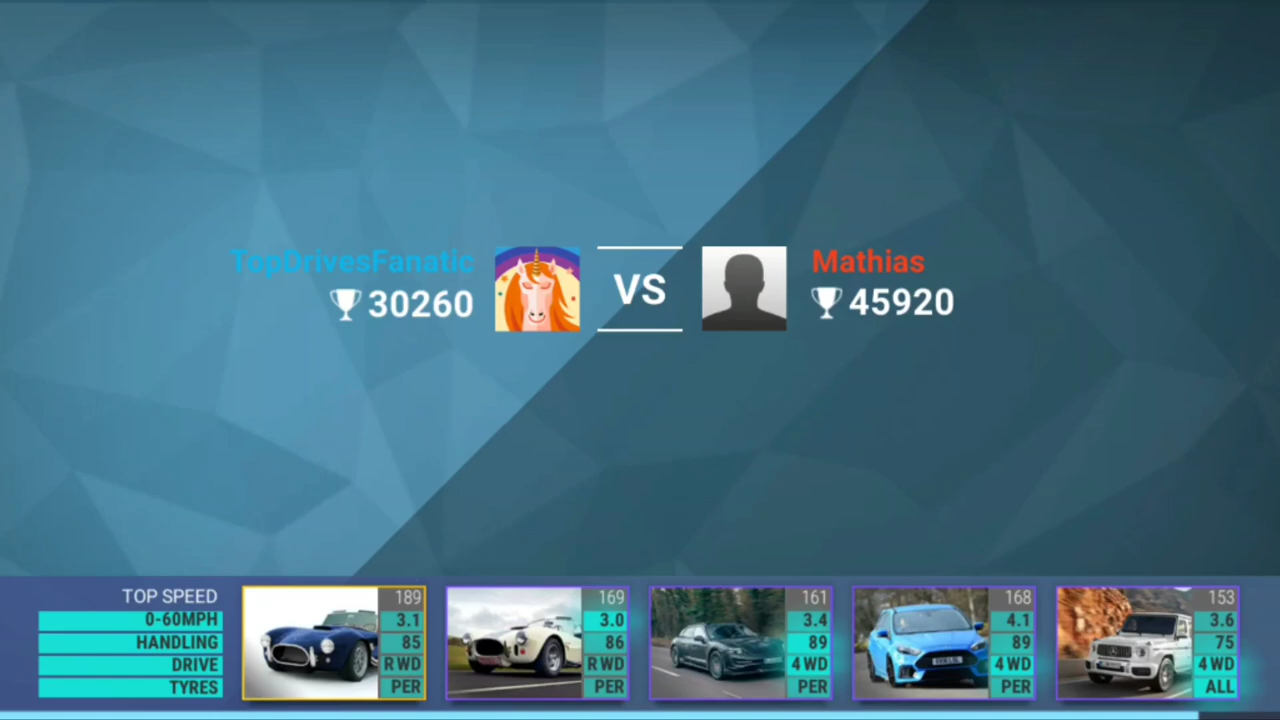 TopDrivesFanatic
30260
VS
Mathias
45920
TOP SPEED 189 169 161 168 153
0-60MPH 3.1 3.0 3.4 4.1 3.6
HANDLING 85 86 89 89 75
DRIVE RWD RWD 4WD 4WD 4WD
TYRES PER PER PER PER ALL